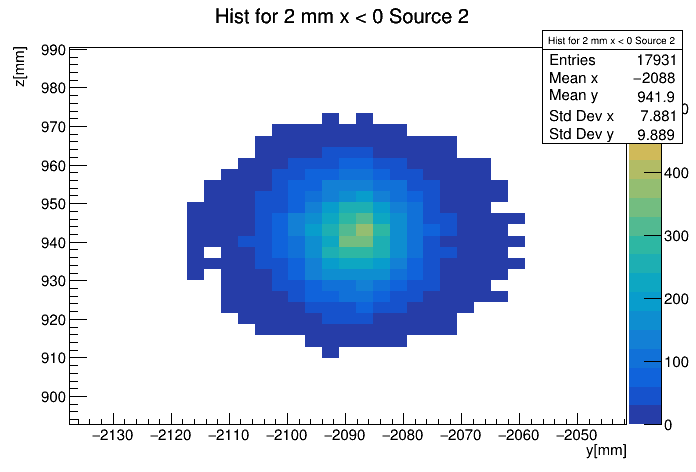 Hist for 2 mm x < 0 Source 2
Hist for 2 mm x < 0 Source 2
Entries 17931
Mean x −2088
Mean y 941.9
Std Dev x 7.881
Std Dev y 9.889
z[mm]
990
980
970
960
950
940
930
920
910
900
0
400
300
200
100
0
−2130 −2120 −2110 −2100 −2090 −2080 −2070 −2060 −2050
y[mm]